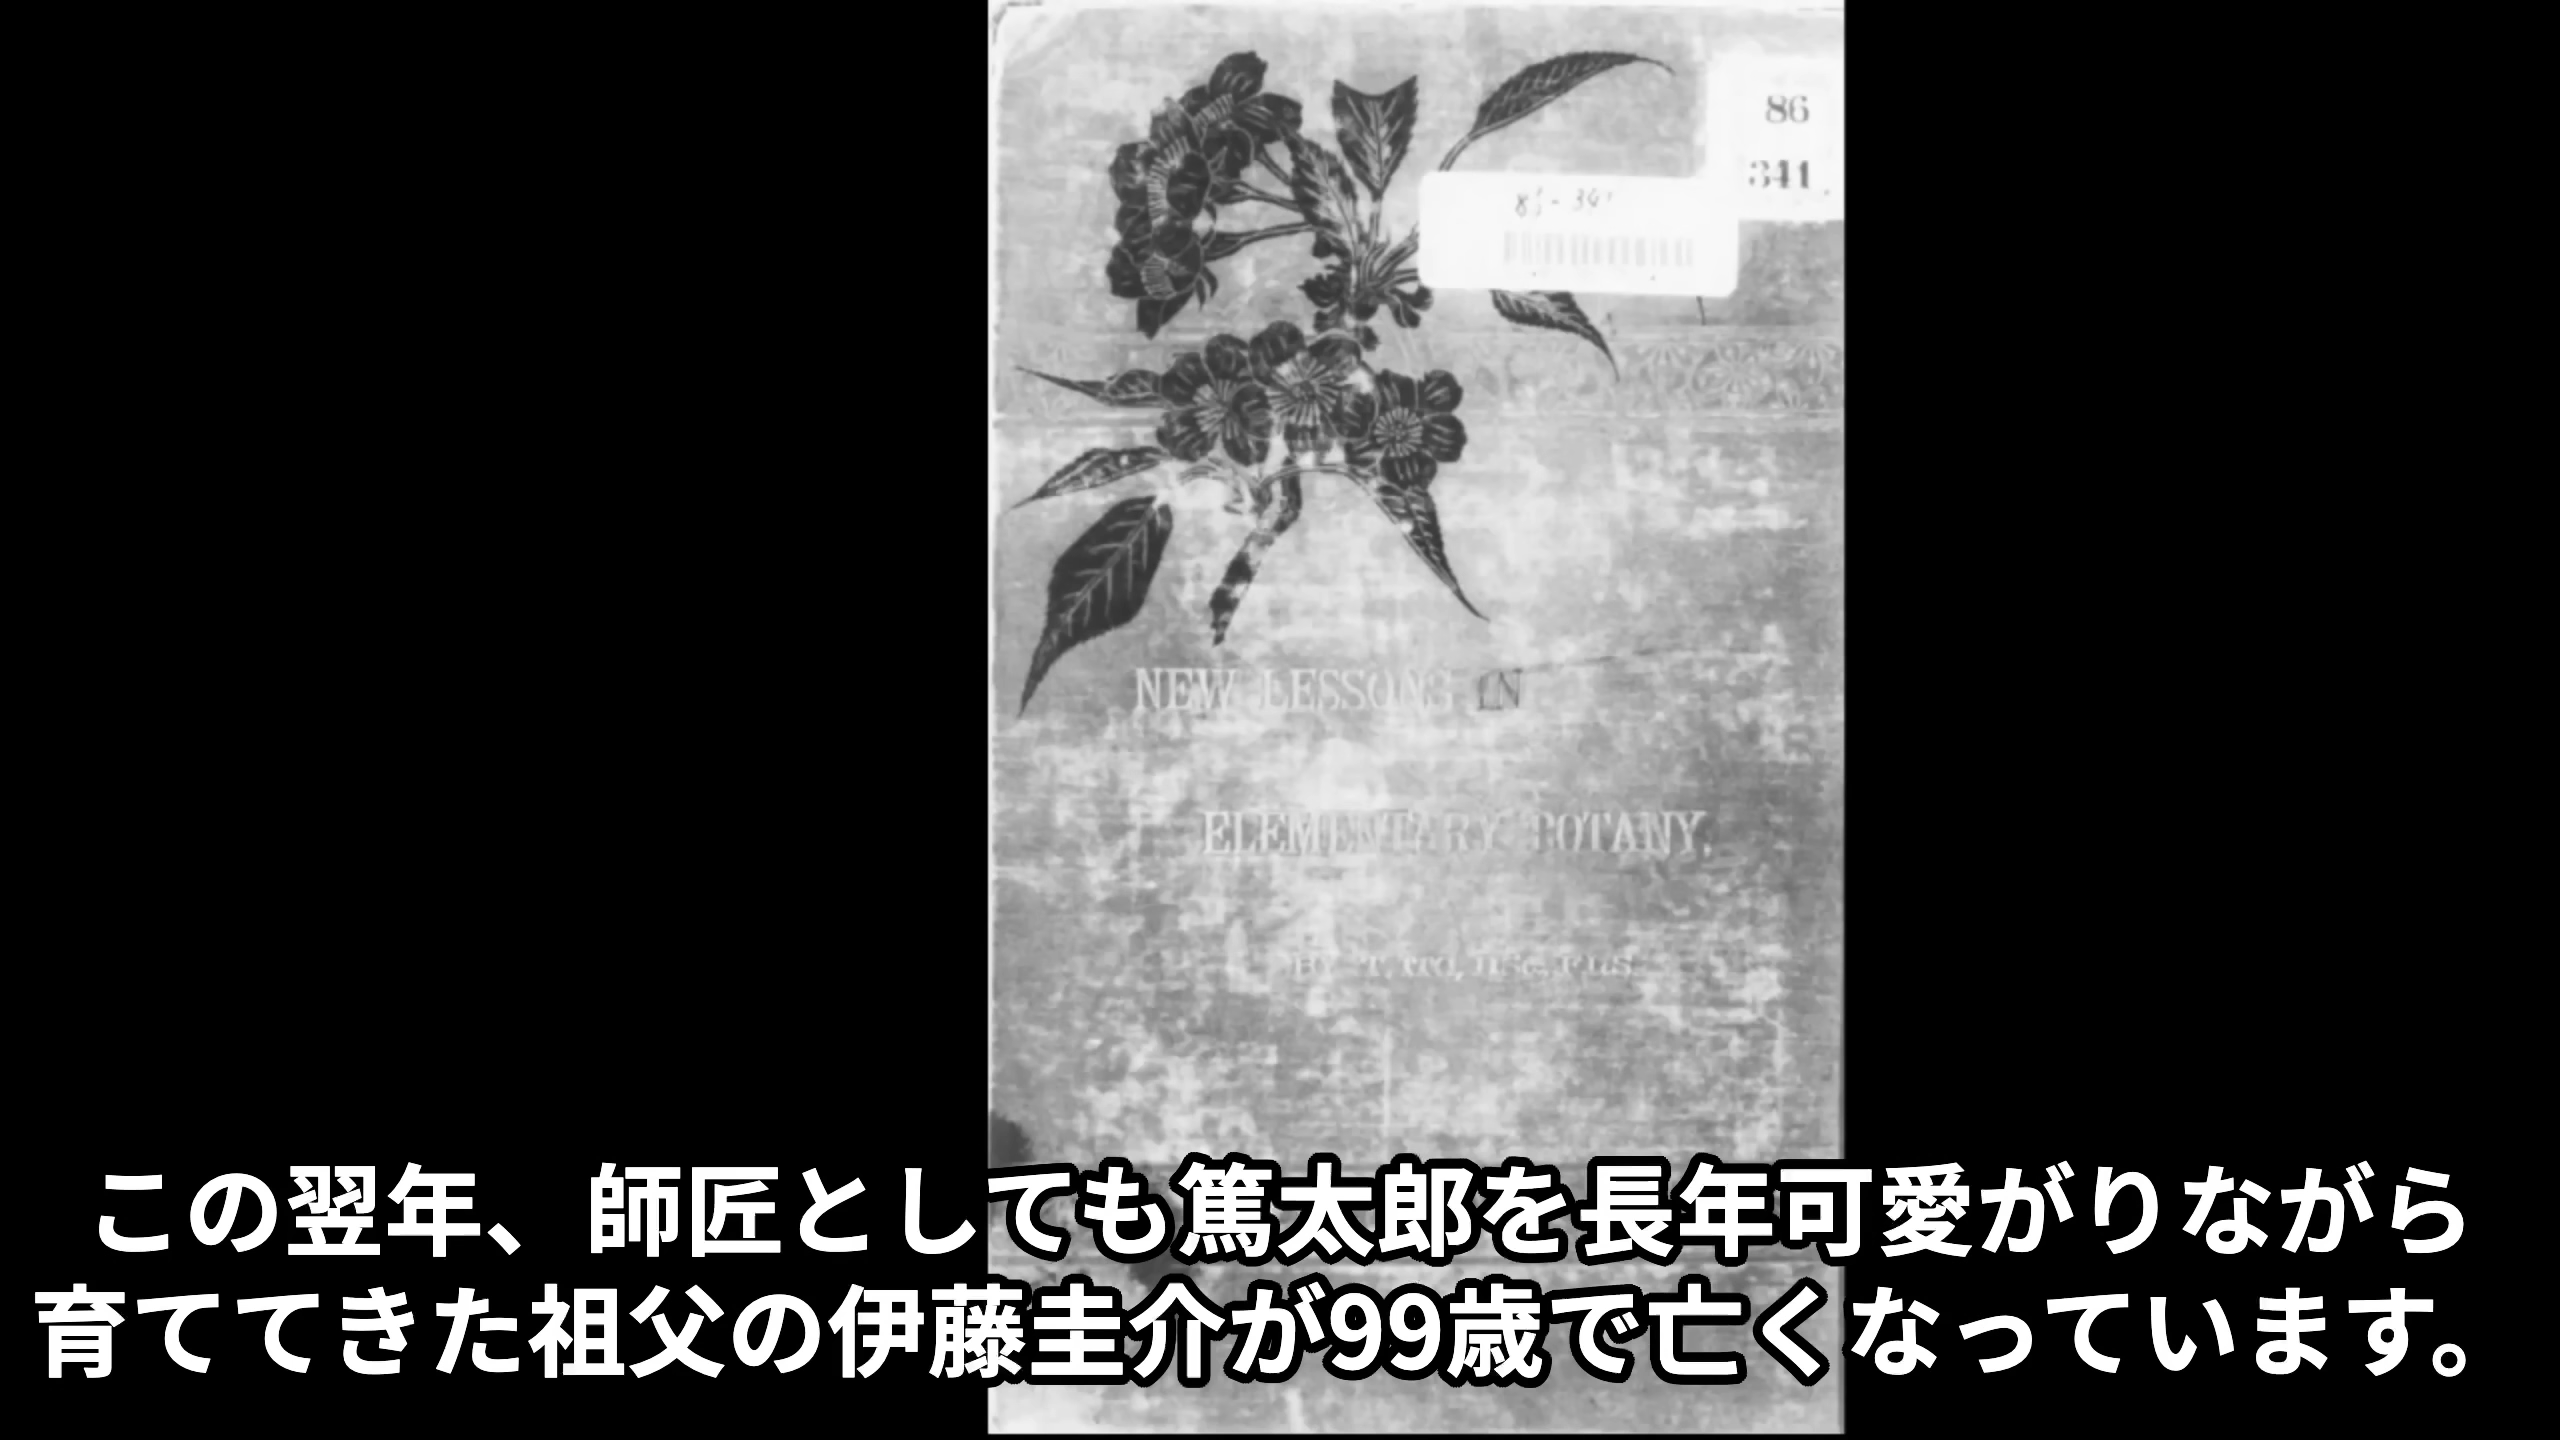 86
341
NEW LESSONS IN
ELEMENTARY BOTANY.
BY T.
この翌年、師匠としても篤太郎を長年可愛がりながら
育ててきた祖父の伊藤圭介が99歳で亡くなっています。